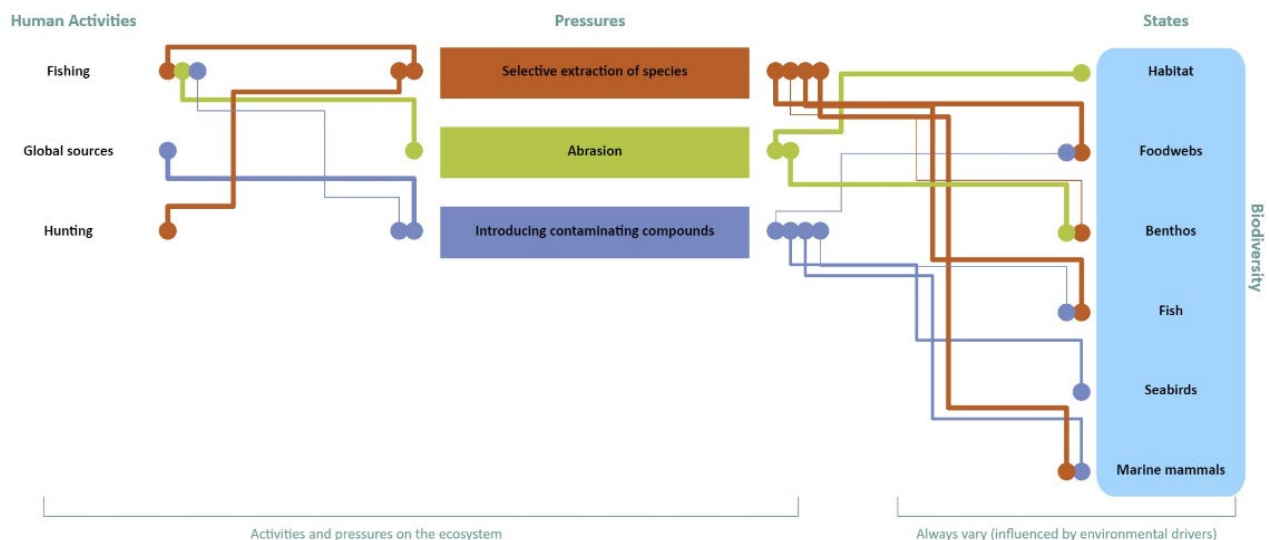 Human Activities
Pressures
States
Fishing
Selective extraction of species
Habitat
Global sources
Abrasion
Foodwebs
Hunting
Introducing contaminating compounds
Benthos
Biodiversity
Fish
Seabirds
Marine mammals
Activities and pressures on the ecosystem
Always vary (influenced by environmental drivers)